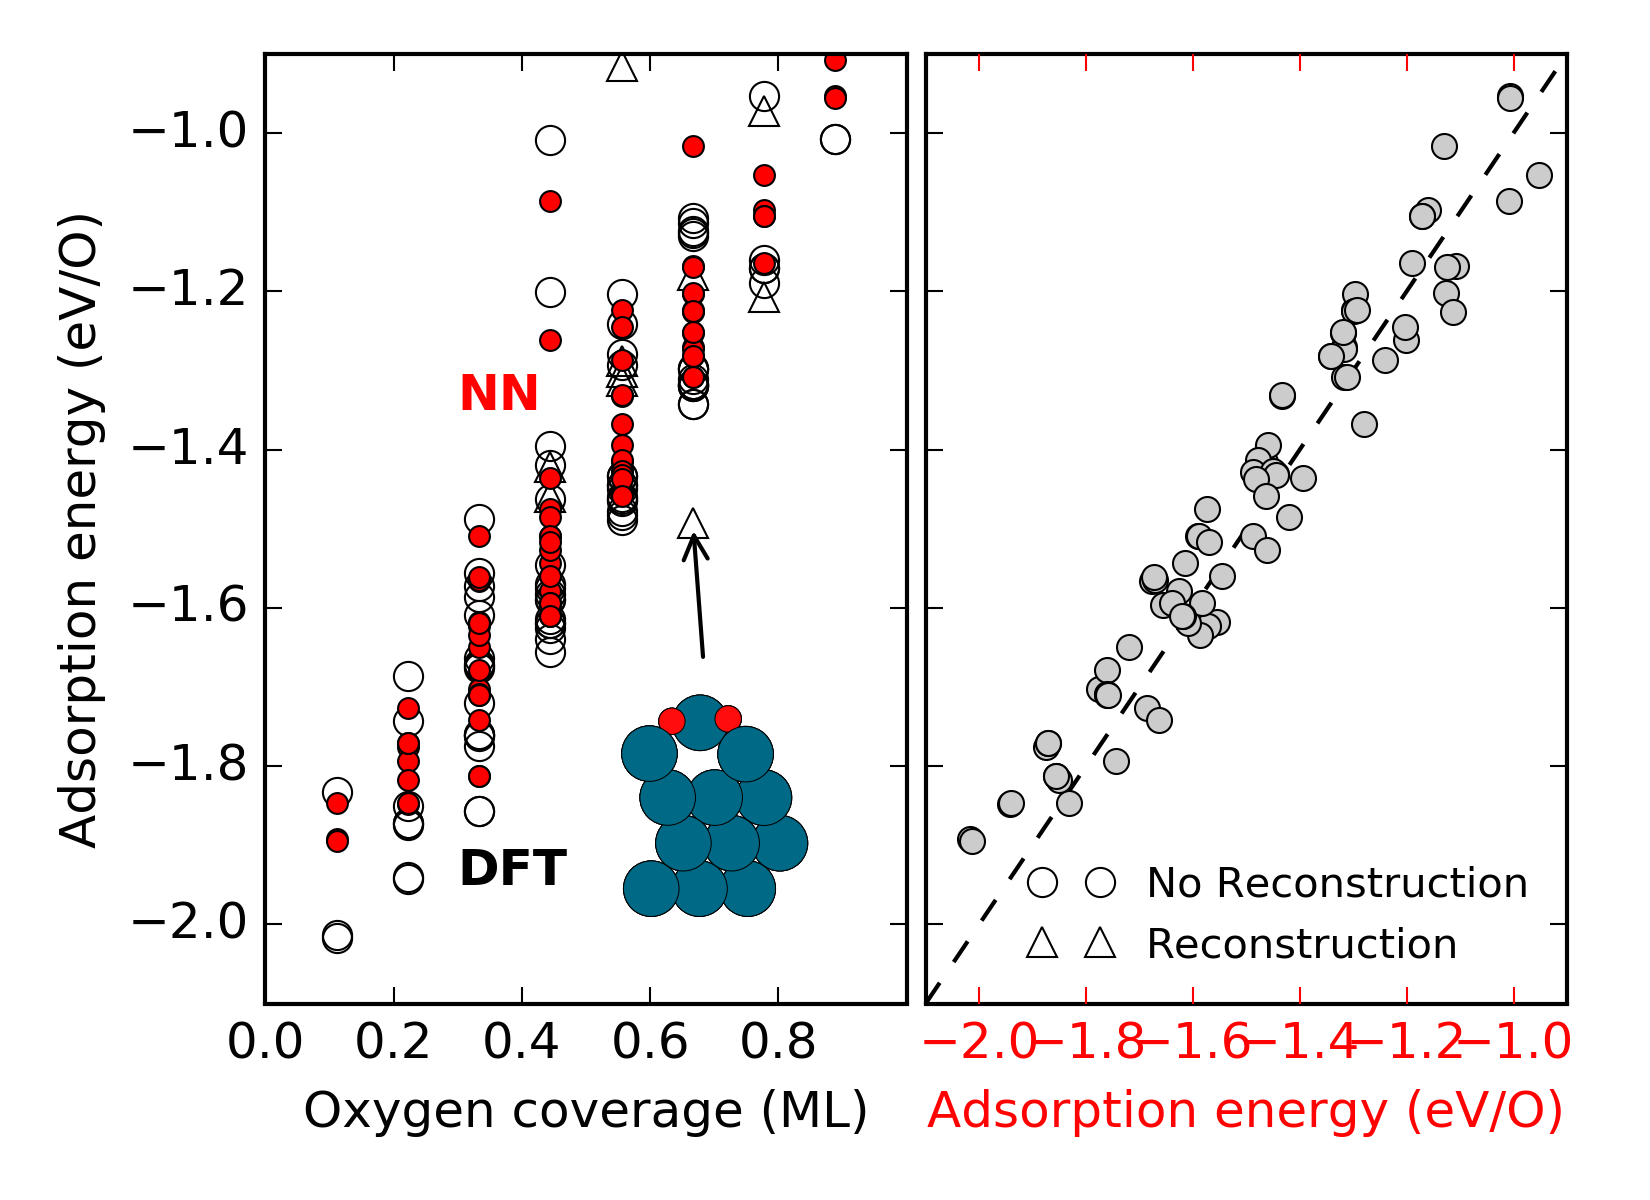 Adsorption energy (eV/O)
−1.0
−1.2
−1.4
−1.6
−1.8
−2.0
NN
DFT
0.0 0.2 0.4 0.6 0.8
Oxygen coverage (ML)
No Reconstruction
Reconstruction
−2.0 −1.8 −1.6 −1.4 −1.2 −1.0
Adsorption energy (eV/O)